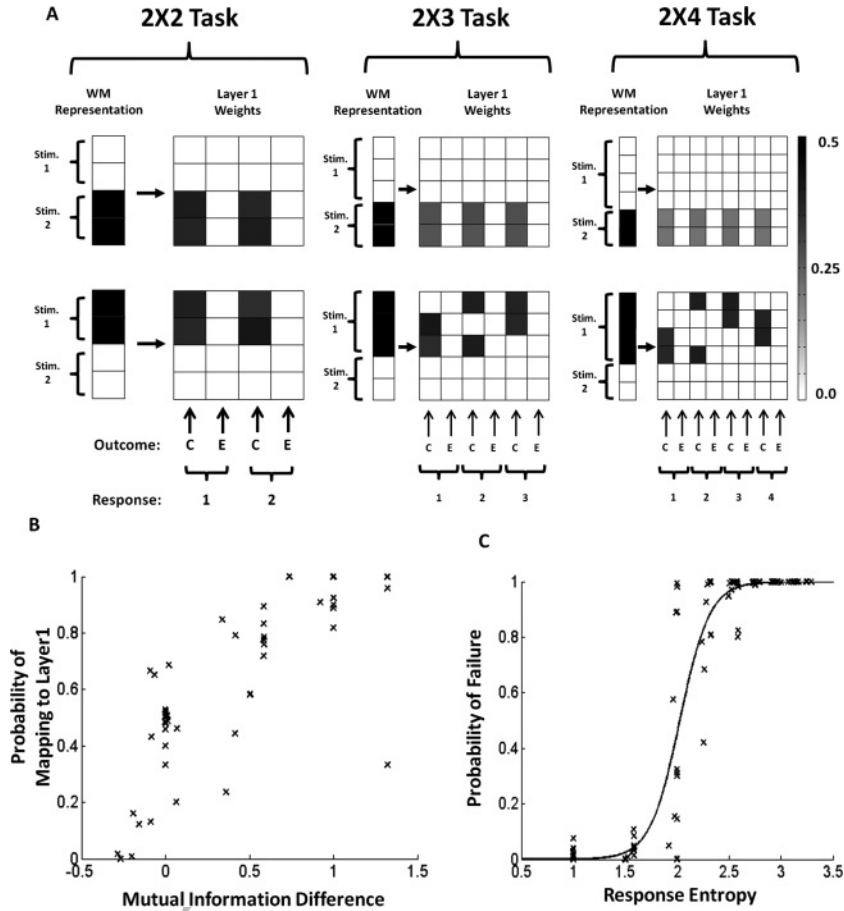 A
2X2 Task
2X3 Task
2X4 Task
WM
Representation
Layer 1
Weights
WM
Representation
Layer 1
Weights
WM
Representation
Layer 1
Weights
Stim.
1
Stim.
2
Stim.
1
Stim.
2
Stim.
1
Stim.
2
0.5
0.25
0.0
Stim.
1
Stim.
2
Stim.
1
Stim.
2
Stim.
1
Stim.
2
Outcome: C E C E
C E C E C E
C E C E C E C E
Response: 1 2
1 2 3
1 2 3 4
B
Probability of
Mapping to Layer1
1
0.8
0.6
0.4
0.2
0
-0.5 0 0.5 1 1.5
Mutual Information Difference
C
Probability of Failure
1
0.8
0.6
0.4
0.2
0
0.5 1 1.5 2 2.5 3 3.5
Response Entropy